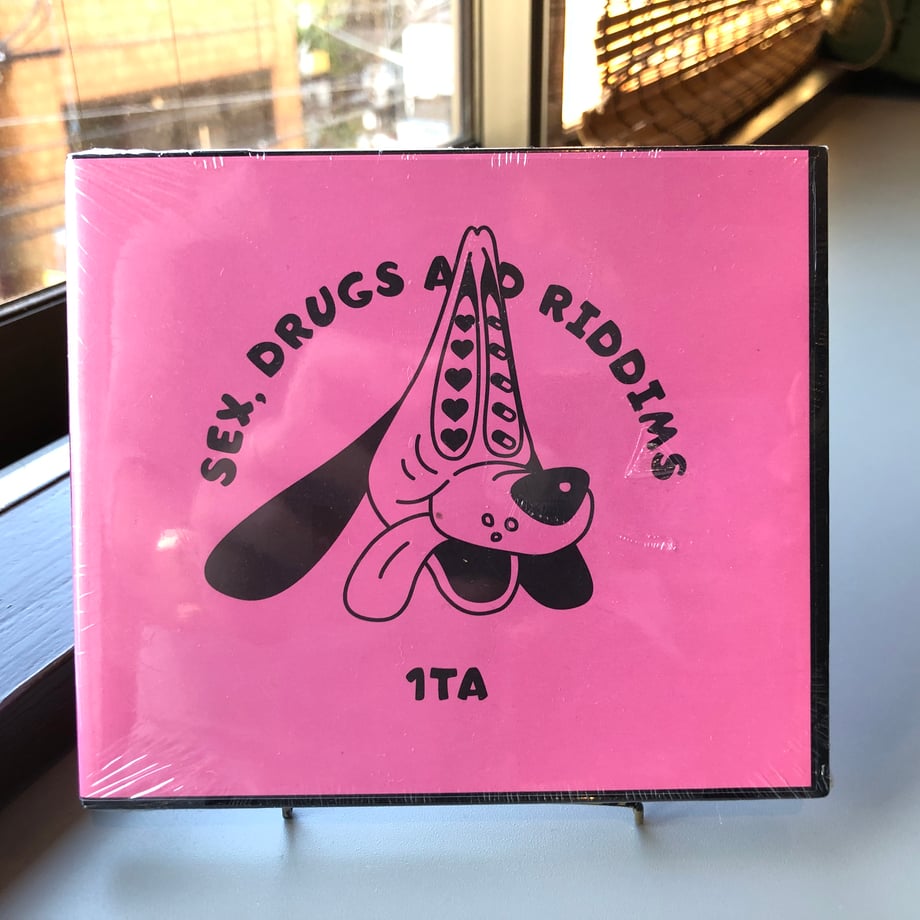 SEX, DRUGS AND RIDDIMS
1TA